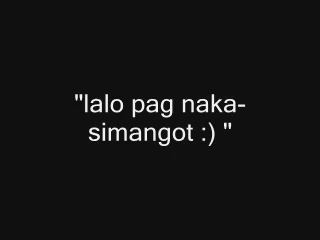 "lalo pag naka-
simangot :) "